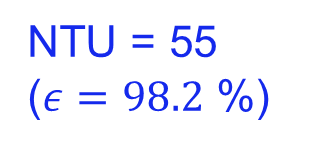 NTU = 55
(ϵ = 98.2 %)